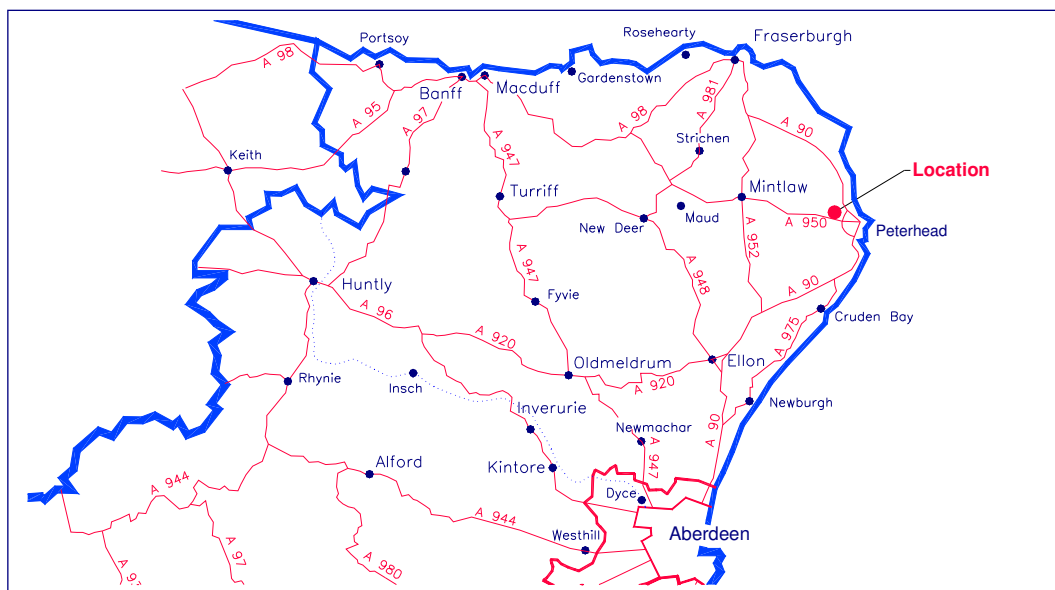 Portsoy
Rosehearty
Fraserburgh
A 98
Gardenstown
Banff
Macduff
A 981
A 95
A 97
A 98
A 90
Strichen
A 947
Keith
Location
Turriff
Mintlaw
New Deer
Maud
A 950
Peterhead
A 952
A 947
A 948
Huntly
A 90
Fyvie
A 96
Cruden Bay
A 975
A 920
Oldmeldrum
Ellon
Rhynie
Insch
A 920
Newburgh
Inverurie
Newmachar
A 90
Alford
Kintore
A 947
A 944
Dyce
A 944
Westhill
Aberdeen
A 97
A 980